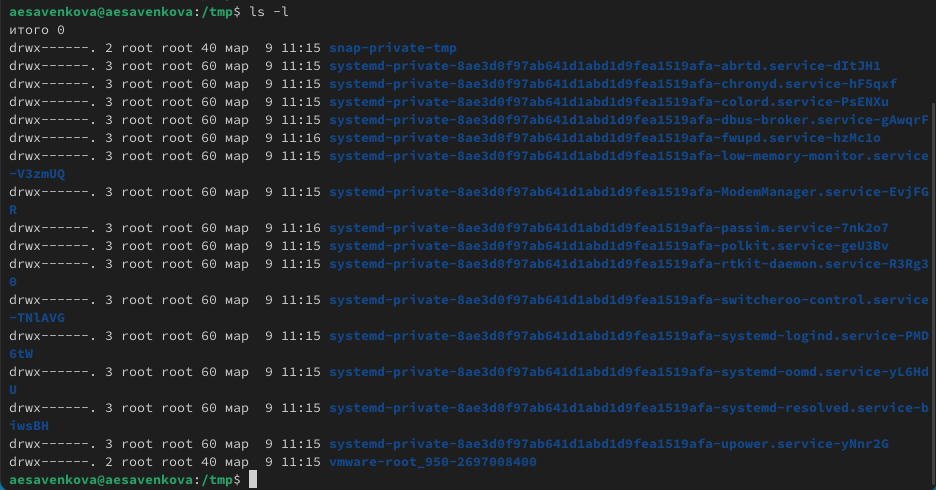 aesavenkova@aesavenkova:/tmp$ ls -l
итого 0
drwx------. 2 root root 40 мар  9 11:15 snap-private-tmp
drwx------. 3 root root 60 мар  9 11:15 systemd-private-8ae3d0f97ab641d1abd1d9fea1519afa-abrtd.service-dItJH1
drwx------. 3 root root 60 мар  9 11:15 systemd-private-8ae3d0f97ab641d1abd1d9fea1519afa-chronyd.service-hF5qxf
drwx------. 3 root root 60 мар  9 11:15 systemd-private-8ae3d0f97ab641d1abd1d9fea1519afa-colord.service-PsENXu
drwx------. 3 root root 60 мар  9 11:15 systemd-private-8ae3d0f97ab641d1abd1d9fea1519afa-dbus-broker.service-gAwqrF
drwx------. 3 root root 60 мар  9 11:16 systemd-private-8ae3d0f97ab641d1abd1d9fea1519afa-fwupd.service-hzMc1o
drwx------. 3 root root 60 мар  9 11:15 systemd-private-8ae3d0f97ab641d1abd1d9fea1519afa-low-memory-monitor.service
-V3zmUQ
drwx------. 3 root root 60 мар  9 11:15 systemd-private-8ae3d0f97ab641d1abd1d9fea1519afa-ModemManager.service-EvjFG
R
drwx------. 3 root root 60 мар  9 11:16 systemd-private-8ae3d0f97ab641d1abd1d9fea1519afa-passim.service-7nk2o7
drwx------. 3 root root 60 мар  9 11:15 systemd-private-8ae3d0f97ab641d1abd1d9fea1519afa-polkit.service-geU3Bv
drwx------. 3 root root 60 мар  9 11:15 systemd-private-8ae3d0f97ab641d1abd1d9fea1519afa-rtkit-daemon.service-R3Rg3
0
drwx------. 3 root root 60 мар  9 11:15 systemd-private-8ae3d0f97ab641d1abd1d9fea1519afa-switcheroo-control.service
-TNlAVG
drwx------. 3 root root 60 мар  9 11:15 systemd-private-8ae3d0f97ab641d1abd1d9fea1519afa-systemd-logind.service-PMD
6tW
drwx------. 3 root root 60 мар  9 11:15 systemd-private-8ae3d0f97ab641d1abd1d9fea1519afa-systemd-oomd.service-yL6Hd
U
drwx------. 3 root root 60 мар  9 11:15 systemd-private-8ae3d0f97ab641d1abd1d9fea1519afa-systemd-resolved.service-b
iwsBH
drwx------. 3 root root 60 мар  9 11:15 systemd-private-8ae3d0f97ab641d1abd1d9fea1519afa-upower.service-yNnr2G
drwx------. 2 root root 40 мар  9 11:15 vmware-root_950-2697008400
aesavenkova@aesavenkova:/tmp$